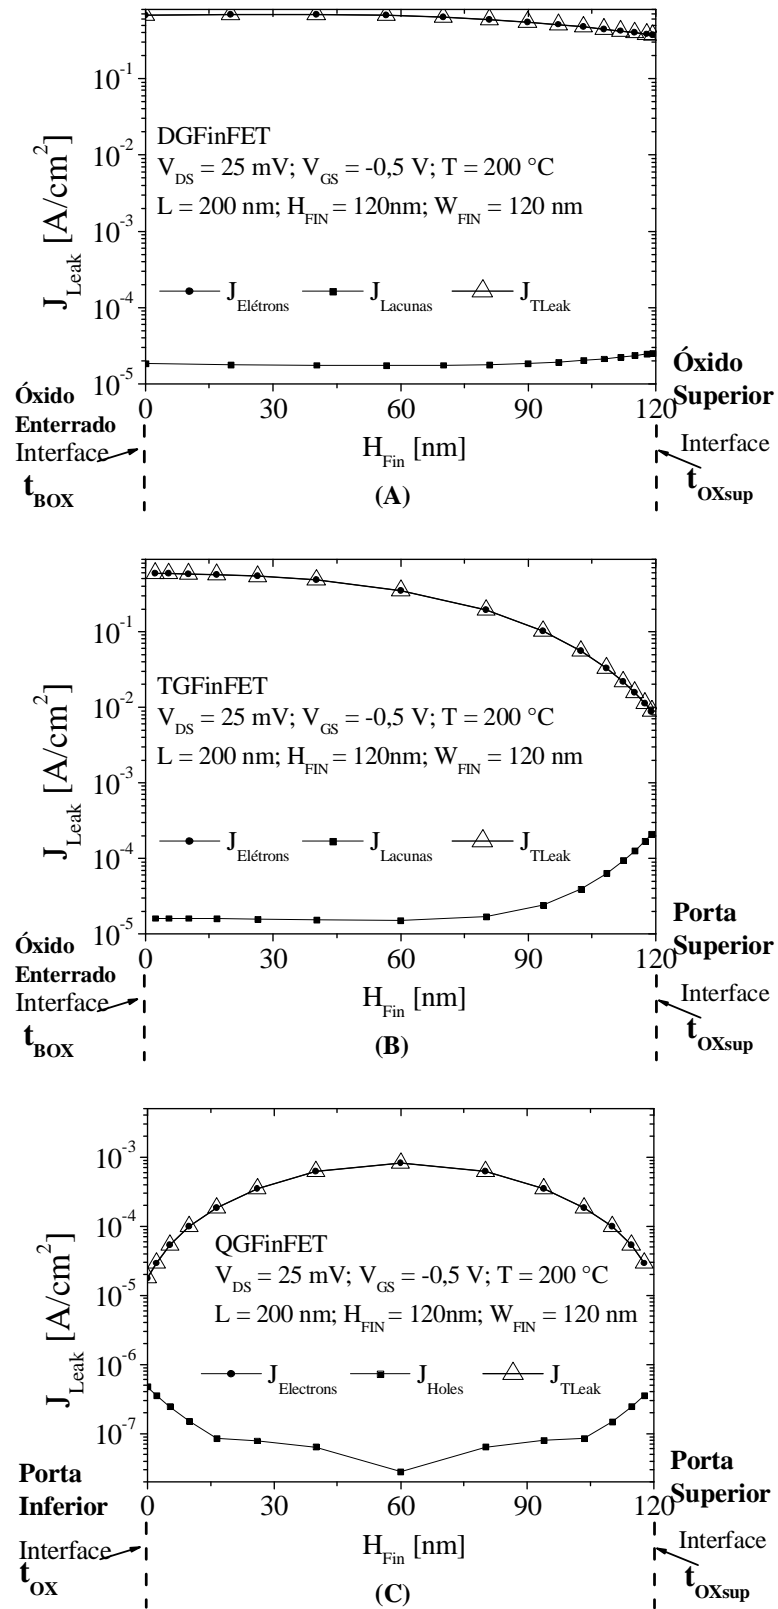 10^-1
10^-2
10^-3
10^-4
10^-5
J_Leak [A/cm^2]
DGFinFET
V_DS = 25 mV; V_GS = -0,5 V; T = 200 °C
L = 200 nm; H_FIN = 120nm; W_FIN = 120 nm
J_Elétrons J_Lacunas J_TLeak
0 30 60 90 120
H_Fin [nm]
Óxido
Enterrado
Interface
t_BOX
Óxido
Superior
Interface
t_OXsup
(A)
10^-1
10^-2
10^-3
10^-4
10^-5
J_Leak [A/cm^2]
TGFinFET
V_DS = 25 mV; V_GS = -0,5 V; T = 200 °C
L = 200 nm; H_FIN = 120nm; W_FIN = 120 nm
J_Elétrons J_Lacunas J_TLeak
0 30 60 90 120
H_Fin [nm]
Óxido
Enterrado
Interface
t_BOX
Porta
Superior
Interface
t_OXsup
(B)
10^-3
10^-4
10^-5
10^-6
10^-7
J_Leak [A/cm^2]
QGFinFET
V_DS = 25 mV; V_GS = -0,5 V; T = 200 °C
L = 200 nm; H_FIN = 120nm; W_FIN = 120 nm
J_Electrons J_Holes J_TLeak
0 30 60 90 120
H_Fin [nm]
Porta
Inferior
Interface
t_OX
Porta
Superior
Interface
t_OXsup
(C)